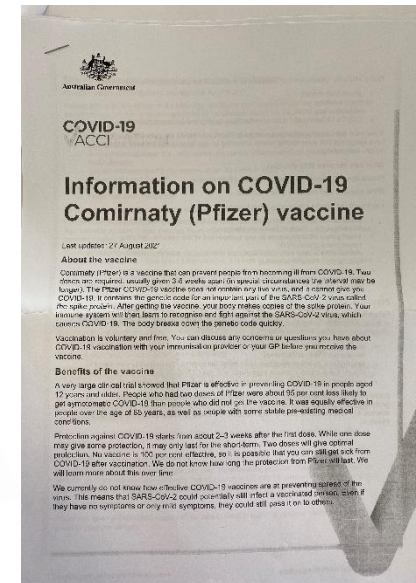 Australian Government
COVID-19
VACCI
Information on COVID-19
Comirnaty (Pfizer) vaccine
Last updated: 27 August 2021
About the vaccine
Comirnaty (Pfizer) is a vaccine that can prevent people from becoming ill from COVID-19. Two
doses are required, usually given 3-6 weeks apart (in special circumstances the interval may be
longer). The Pfizer COVID-19 vaccine does not contain any live virus, and it cannot give you
COVID-19. It contains the genetic code for an important part of the SARS-CoV-2 virus called
the spike protein. After getting the vaccine, your body makes copies of the spike protein. Your
immune system will then learn to recognise and fight against the SARS-CoV-2 virus, which
causes COVID-19. The body breaks down the genetic code quickly.
Vaccination is voluntary and free. You can discuss any concerns or questions you have about
COVID-19 vaccination with your immunisation provider or your GP before you receive the
vaccine.
Benefits of the vaccine
A very large clinical trial showed that Pfizer is effective in preventing COVID-19 in people aged
12 years and older. People who had two doses of Pfizer were about 95 per cent less likely to
get symptomatic COVID-19 than people who did not get the vaccine. It was equally effective in
people over the age of 65 years, as well as people with some stable pre-existing medical
conditions.
Protection against COVID-19 starts from about 2–3 weeks after the first dose. While one dose
may give some protection, it may only last for the short-term. Two doses will give optimal
protection. No vaccine is 100 per cent effective, so it is possible that you can still get sick from
COVID-19 after vaccination. We do not know how long the protection from Pfizer will last. We
will learn more about this over time.
We currently do not know how effective COVID-19 vaccines are at preventing spread of the
virus. This means that SARS-CoV-2 could potentially still infect a vaccinated person. Even if
they have no symptoms or only mild symptoms, they could still pass it on to others.